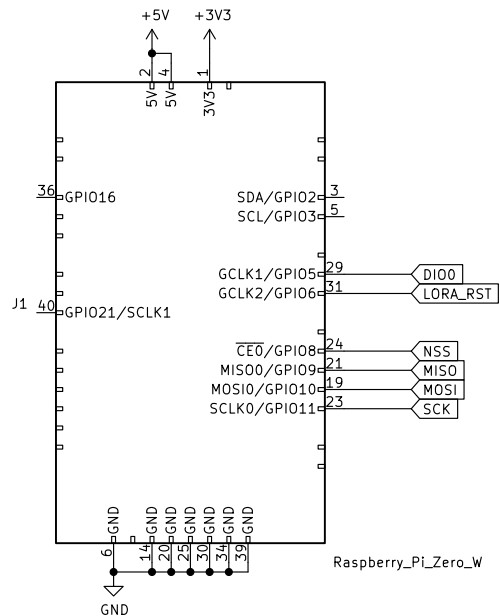 +5V +3V3
2 4 1
5V 5V 3V3
36 GPIO16 SDA/GPIO2 3
SCL/GPIO3 5
GCLK1/GPIO5 29 DIO0
GCLK2/GPIO6 31 LORA_RST
J1 40 GPIO21/SCLK1
CE0/GPIO8 24 NSS
MISO0/GPIO9 21 MISO
MOSI0/GPIO10 19 MOSI
SCLK0/GPIO11 23 SCK
GND GND GND GND GND GND GND
6 14 20 25 30 34 39
Raspberry_Pi_Zero_W
GND